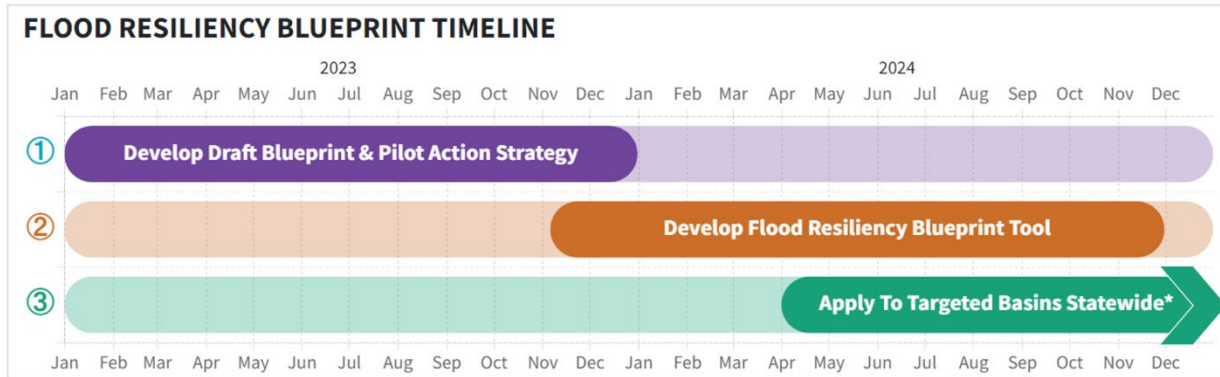 FLOOD RESILIENCY BLUEPRINT TIMELINE
2023 2024
Jan Feb Mar Apr May Jun Jul Aug Sep Oct Nov Dec Jan Feb Mar Apr May Jun Jul Aug Sep Oct Nov Dec
① Develop Draft Blueprint & Pilot Action Strategy
② Develop Flood Resiliency Blueprint Tool
③ Apply To Targeted Basins Statewide*
Jan Feb Mar Apr May Jun Jul Aug Sep Oct Nov Dec Jan Feb Mar Apr May Jun Jul Aug Sep Oct Nov Dec